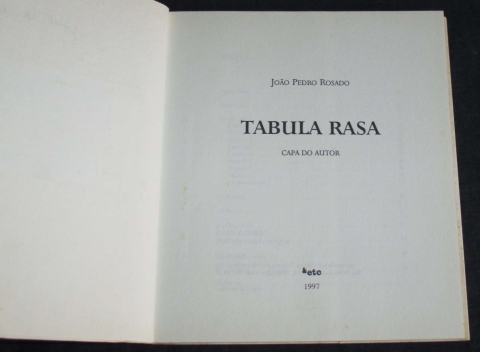 JOÃO PEDRO ROSADO
TABULA RASA
CAPA DO AUTOR
&etc
1997